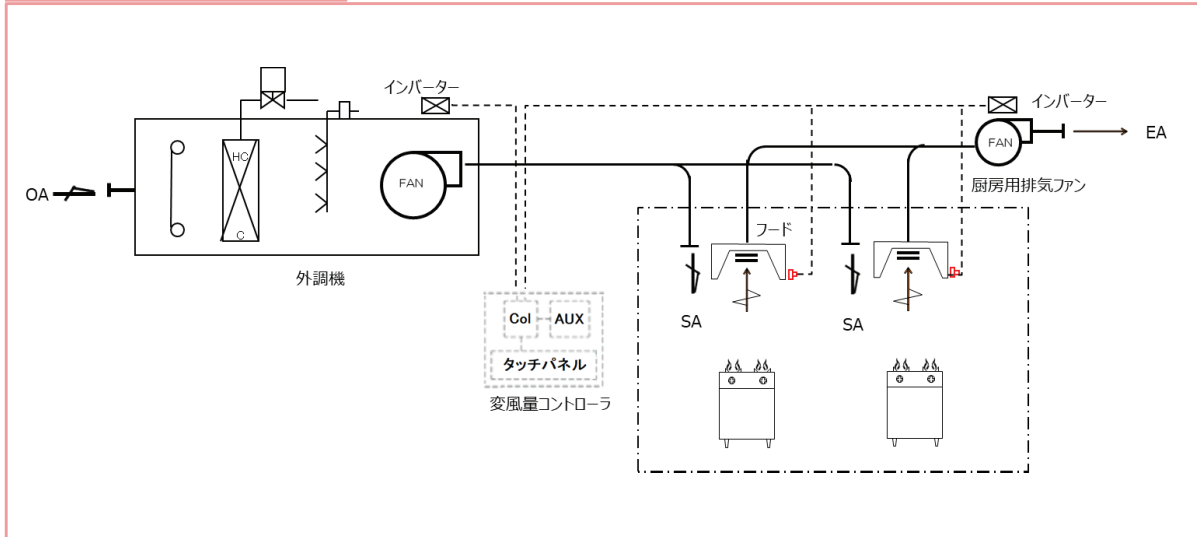 インバーター
インバーター
FAN
EA
HC
FAN
厨房用排気ファン
OA
C
フード
外調機
Col
AUX
SA
SA
タッチパネル
変風量コントローラ